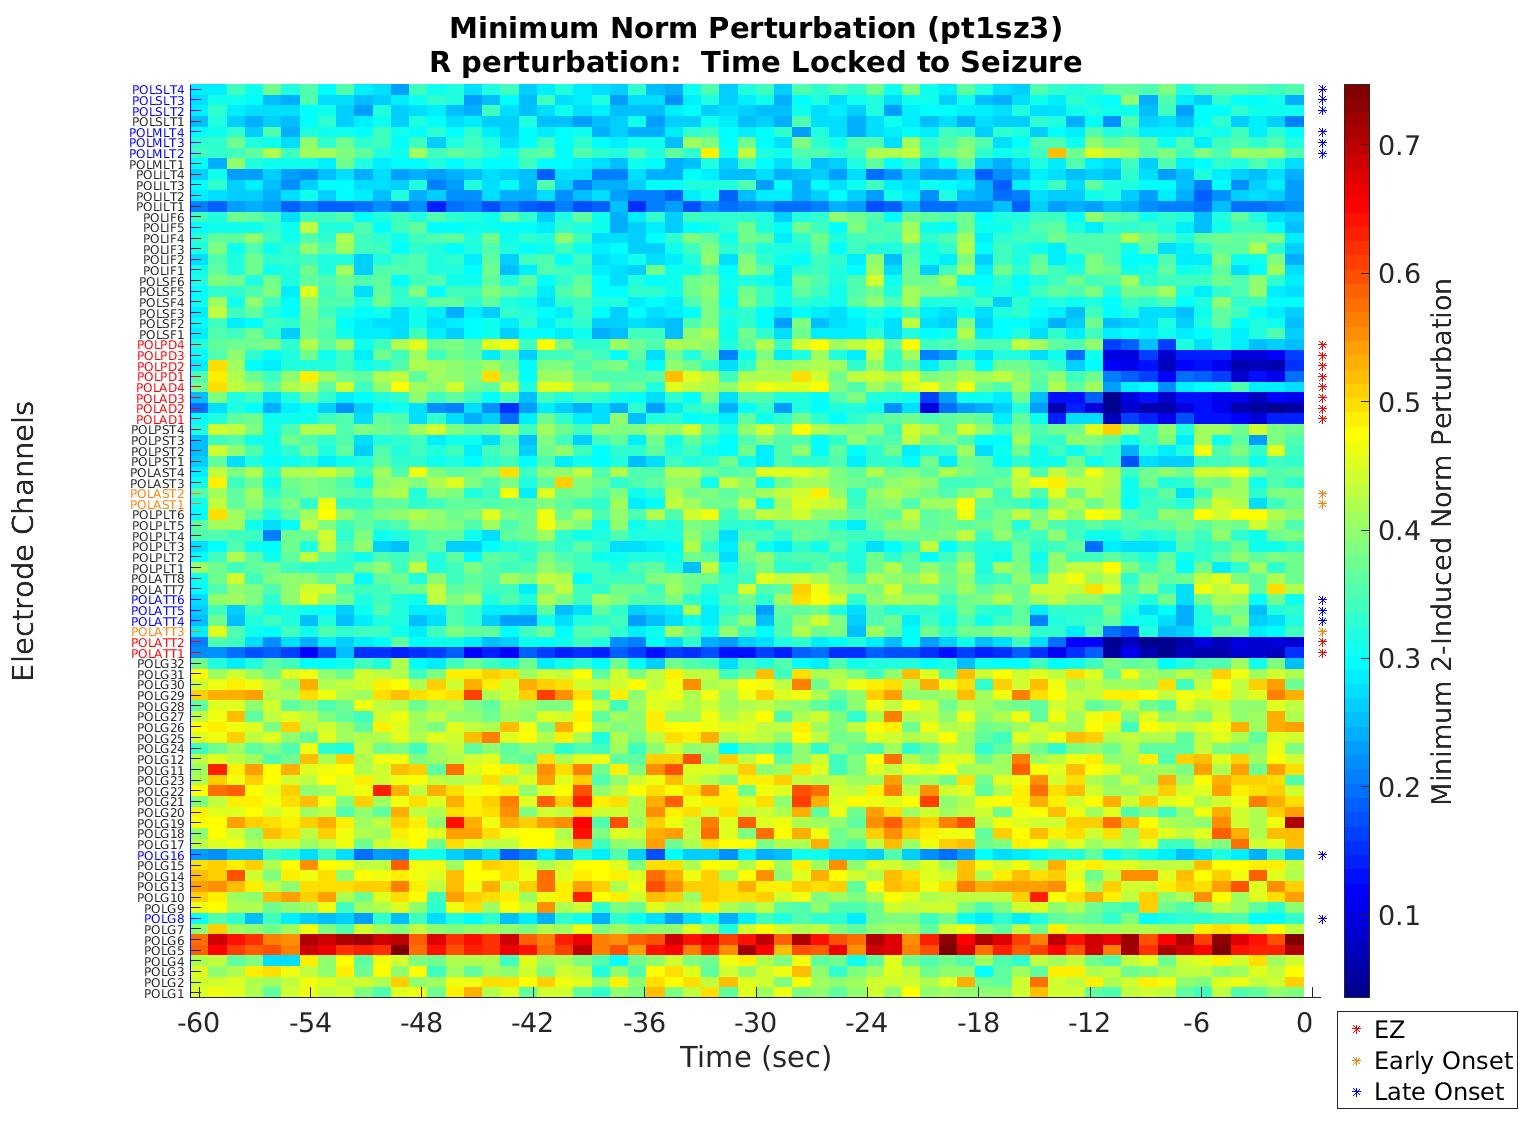 Minimum Norm Perturbation (pt1sz3)
R perturbation:  Time Locked to Seizure
Electrode Channels
POLSLT4
POLSLT3
POLSLT2
POLSLT1
POLMLT4
POLMLT3
POLMLT2
POLMLT1
POLILT4
POLILT3
POLILT2
POLILT1
POLIF6
POLIF5
POLIF4
POLIF3
POLIF2
POLIF1
POLSF6
POLSF5
POLSF4
POLSF3
POLSF2
POLSF1
POLPD4
POLPD3
POLPD2
POLPD1
POLAD4
POLAD3
POLAD2
POLAD1
POLPST4
POLPST3
POLPST2
POLPST1
POLAST4
POLAST3
POLAST2
POLAST1
POLPLT6
POLPLT5
POLPLT4
POLPLT3
POLPLT2
POLPLT1
POLATT8
POLATT7
POLATT6
POLATT5
POLATT4
POLATT3
POLATT2
POLATT1
POLG32
POLG31
POLG30
POLG29
POLG28
POLG27
POLG26
POLG25
POLG24
POLG12
POLG11
POLG23
POLG22
POLG21
POLG20
POLG19
POLG18
POLG17
POLG16
POLG15
POLG14
POLG13
POLG10
POLG9
POLG8
POLG7
POLG6
POLG5
POLG4
POLG3
POLG2
POLG1
-60 -54 -48 -42 -36 -30 -24 -18 -12 -6 0
Time (sec)
0.7
0.6
0.5
0.4
0.3
0.2
0.1
Minimum 2-Induced Norm Perturbation
EZ
Early Onset
Late Onset